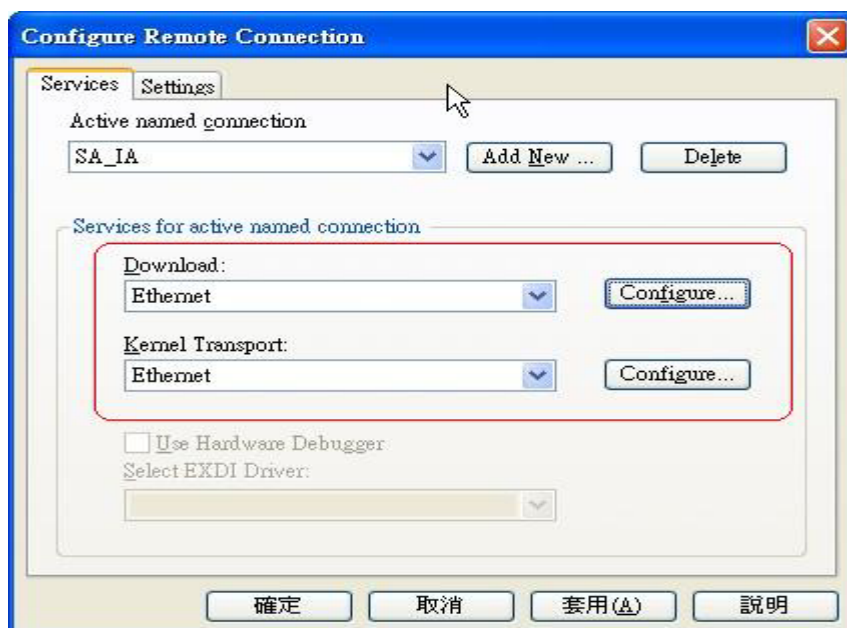 Configure Remote Connection
Services Settings
Active named connection
SA_IA Add New ... Delete
Services for active named connection
Download:
Ethernet Configure...
Kernel Transport:
Ethernet Configure...
Use Hardware Debugger
Select EXDI Driver:
確定 取消 套用(A) 說明